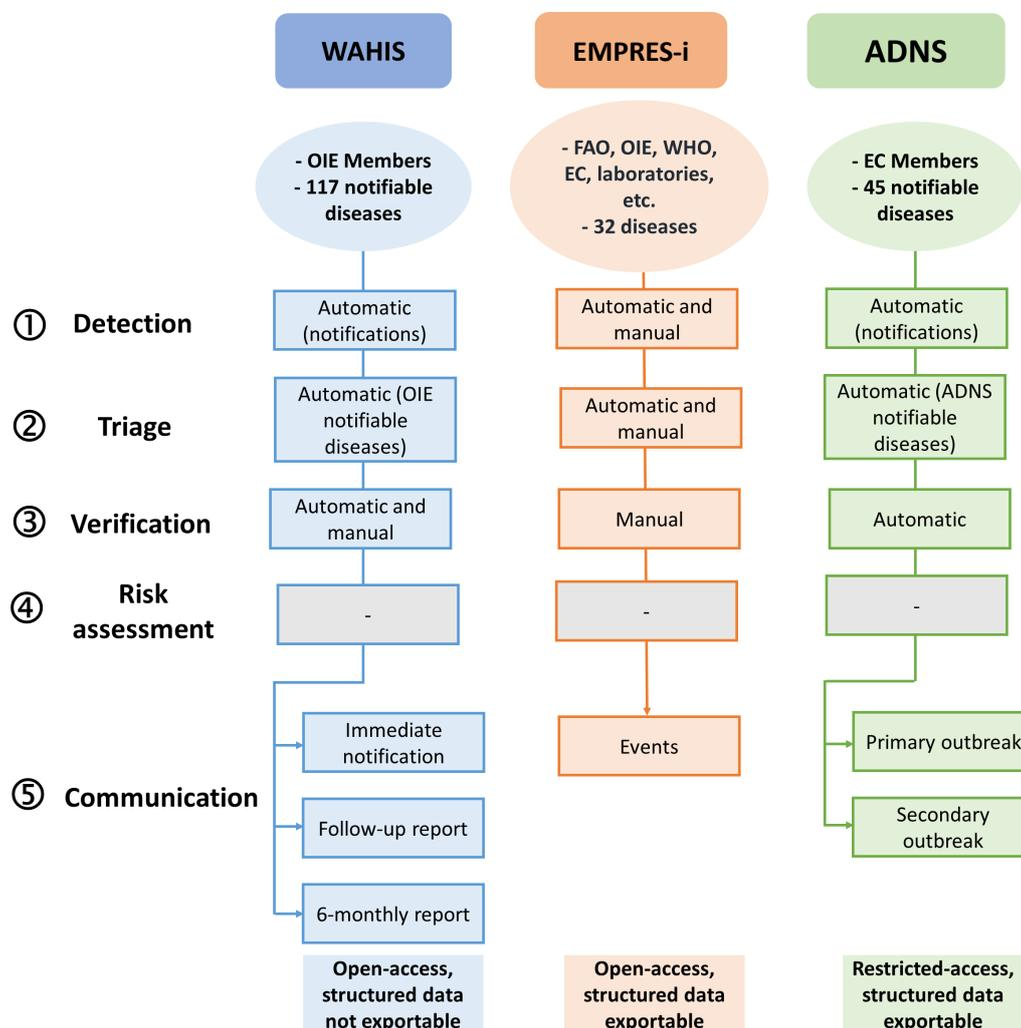 WAHIS
EMPRES-i
ADNS
- OIE Members
- 117 notifiable
diseases
- FAO, OIE, WHO,
EC, laboratories,
etc.
- 32 diseases
- EC Members
- 45 notifiable
diseases
① Detection
Automatic
(notifications)
Automatic and
manual
Automatic
(notifications)
② Triage
Automatic (OIE
notifiable
diseases)
Automatic and
manual
Automatic (ADNS
notifiable
diseases)
③ Verification
Automatic and
manual
Manual
Automatic
④ Risk
assessment
-
-
-
⑤ Communication
Immediate
notification
Follow-up report
6-monthly report
Events
Primary outbreak
Secondary
outbreak
Open-access,
structured data
not exportable
Open-access,
structured data
exportable
Restricted-access,
structured data
exportable